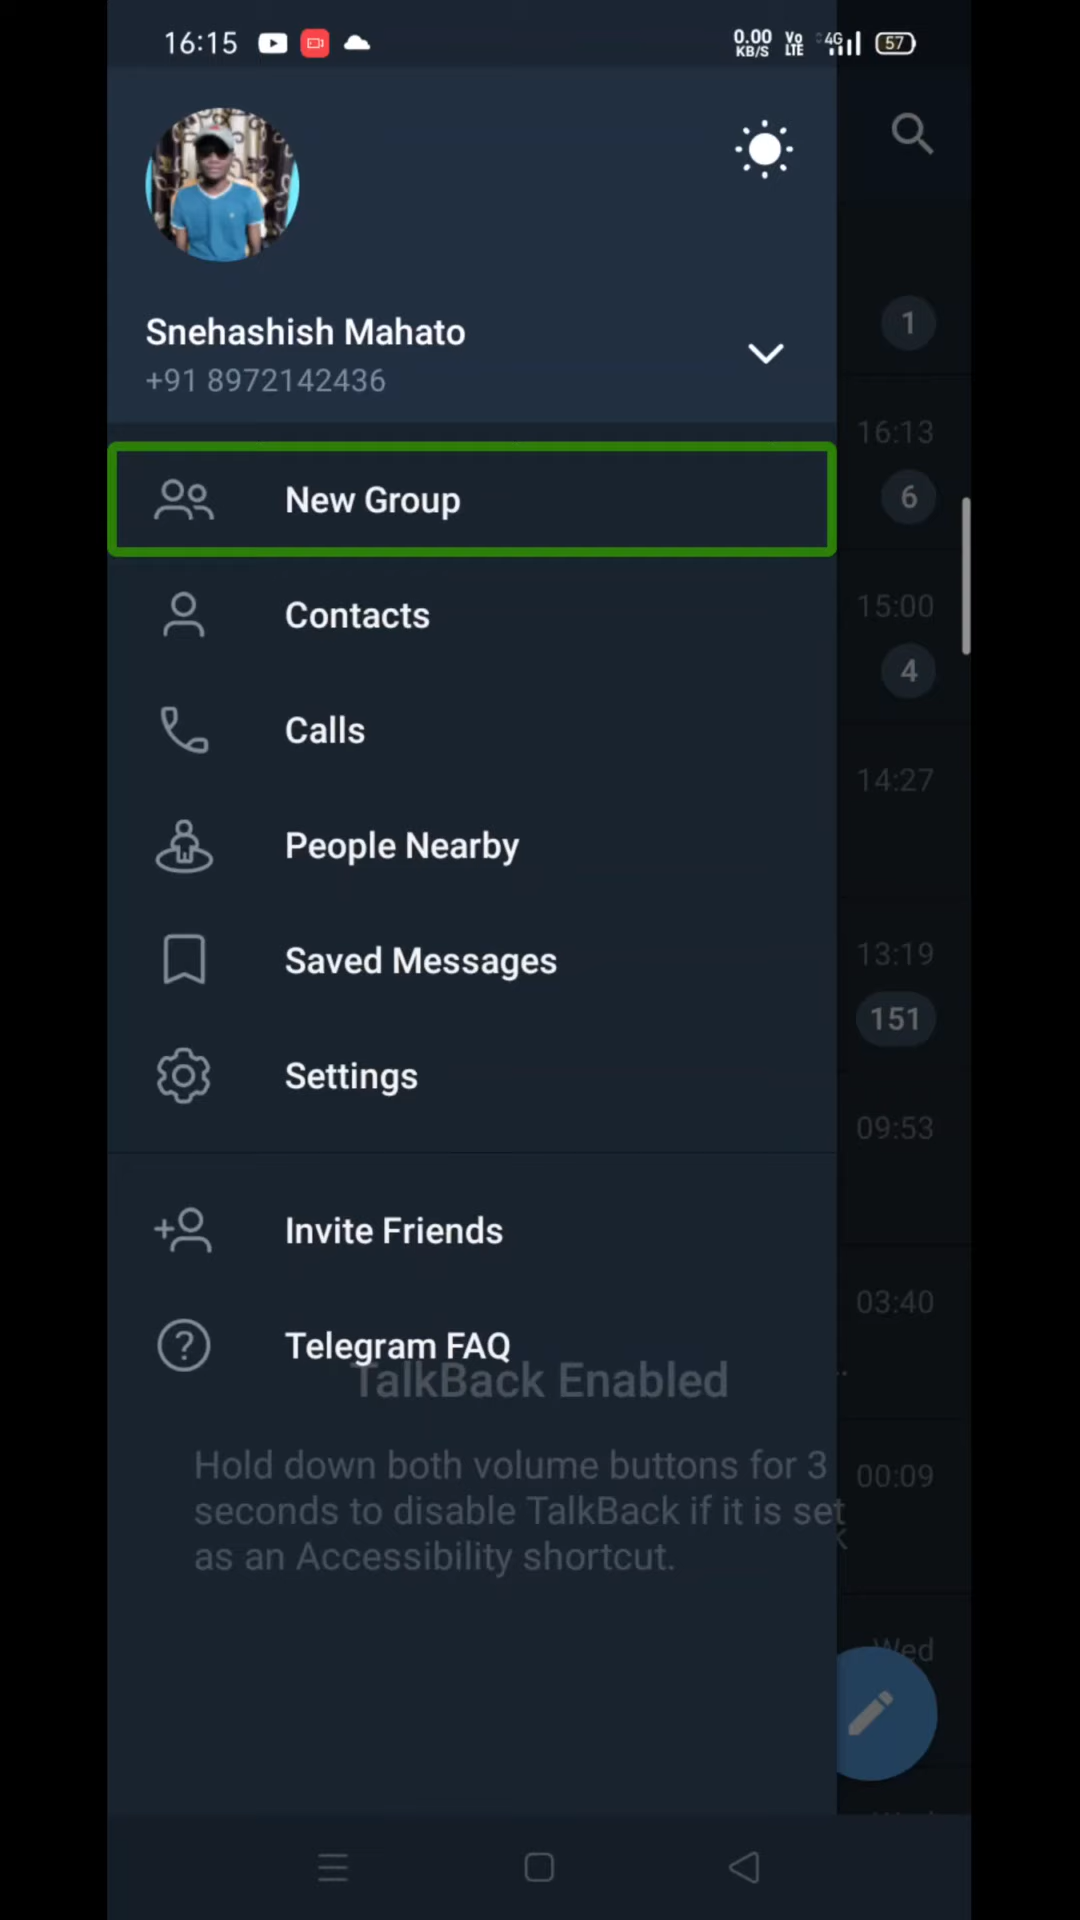 16:15
0.00 KB/S Vo LTE 4G 57
Snehashish Mahato
+91 8972142436
1
16:13
New Group
6
15:00
Contacts
4
Calls
14:27
People Nearby
13:19
Saved Messages
151
Settings
09:53
Invite Friends
03:40
Telegram FAQ
TalkBack Enabled
Hold down both volume buttons for 3
00:09
seconds to disable TalkBack if it is set
as an Accessibility shortcut.
Wed